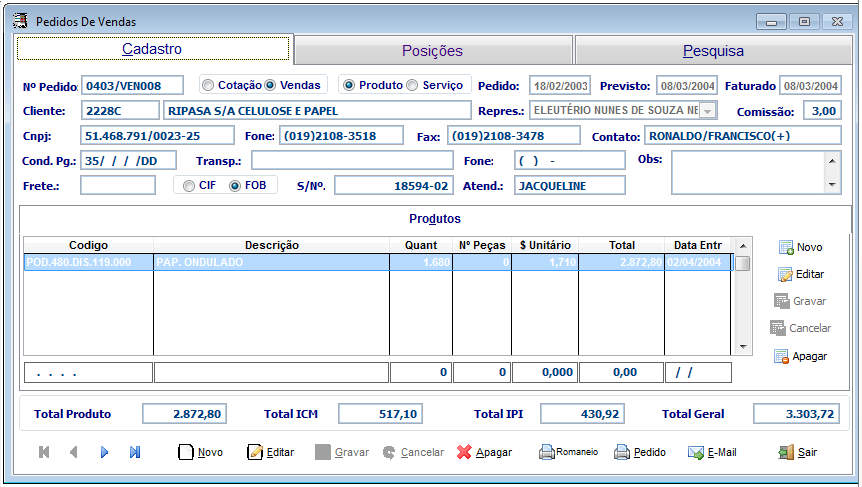 Pedidos De Vendas
Cadastro Posições Pesquisa
Nº Pedido: 0403/VEN008 Cotação Vendas Produto Serviço Pedido: 18/02/2003 Previsto: 08/03/2004 Faturado 08/03/2004
Cliente: 2228C RIPASA S/A CELULOSE E PAPEL Repres.: ELEUTÉRIO NUNES DE SOUZA NE Comissão: 3,00
Cnpj: 51.468.791/0023-25 Fone: (019)2108-3518 Fax: (019)2108-3478 Contato: RONALDO/FRANCISCO(+)
Cond. Pg.: 35/ / / /DD Transp.: Fone: ( ) - Obs:
Frete.: CIF FOB S/Nº. 18594-02 Atend.: JACQUELINE
Produtos
Codigo Descrição Quant Nº Peças $ Unitário Total Data Entr
POD.480.DIS.119.000 PAP. ONDULADO 1.680 0 1,710 2.872,80 02/04/2004
Novo
Editar
Gravar
Cancelar
Apagar
. . . . 0 0 0,000 0,00 / /
Total Produto 2.872,80 Total ICM 517,10 Total IPI 430,92 Total Geral 3.303,72
Novo Editar Gravar Cancelar Apagar Romaneio Pedido E-Mail Sair